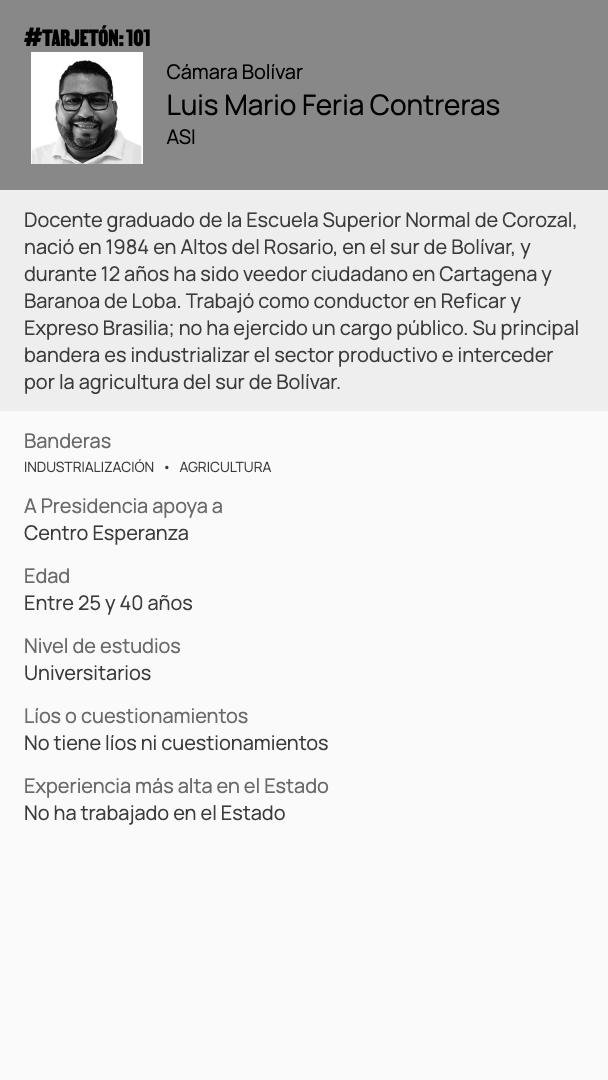 #TARJETÓN: 101
Cámara Bolívar
Luis Mario Feria Contreras
ASI
Docente graduado de la Escuela Superior Normal de Corozal,
nació en 1984 en Altos del Rosario, en el sur de Bolívar, y
durante 12 años ha sido veedor ciudadano en Cartagena y
Baranoa de Loba. Trabajó como conductor en Reficar y
Expreso Brasilia; no ha ejercido un cargo público. Su principal
bandera es industrializar el sector productivo e interceder
por la agricultura del sur de Bolívar.
Banderas
INDUSTRIALIZACIÓN • AGRICULTURA
A Presidencia apoya a
Centro Esperanza
Edad
Entre 25 y 40 años
Nivel de estudios
Universitarios
Líos o cuestionamientos
No tiene líos ni cuestionamientos
Experiencia más alta en el Estado
No ha trabajado en el Estado